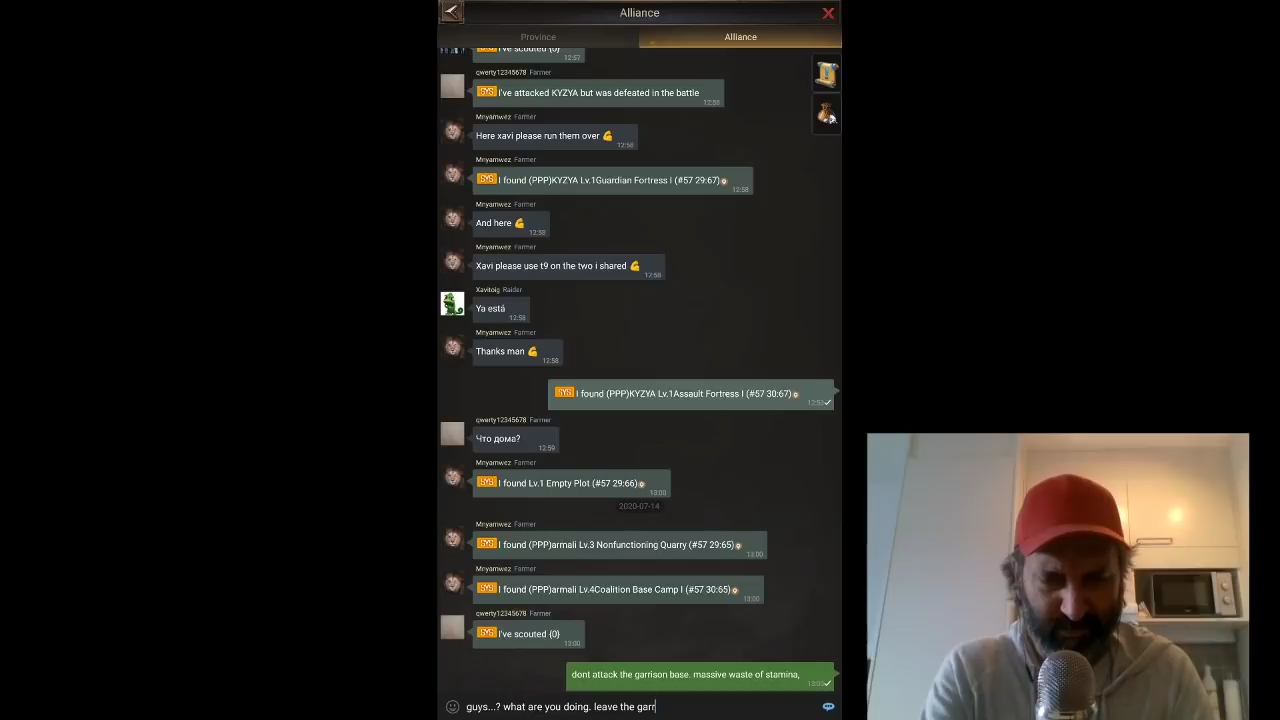 Alliance
Province
Alliance
SYS I've scouted {0}
12:57
qwerty12345678 Farmer
SYS I've attacked KYZYA but was defeated in the battle
12:58
Mnyamwez Farmer
Here xavi please run them over 💪
12:58
Mnyamwez Farmer
SYS I found (PPP)KYZYA Lv.1Guardian Fortress I (#57 29:67)
12:58
Mnyamwez Farmer
And here 💪
12:58
Mnyamwez Farmer
Xavi please use t9 on the two i shared 💪
12:58
Xavitoig Raider
Ya está
12:58
Mnyamwez Farmer
Thanks man 💪
12:58
SYS I found (PPP)KYZYA Lv.1Assault Fortress I (#57 30:67)
qwerty12345678 Farmer
Что дома?
12:59
Mnyamwez Farmer
SYS I found Lv.1 Empty Plot (#57 29:66)
13:00
2020-07-14
Mnyamwez Farmer
SYS I found (PPP)armali Lv.3 Nonfunctioning Quarry (#57 29:65)
13:00
Mnyamwez Farmer
SYS I found (PPP)armali Lv.4Coalition Base Camp I (#57 30:65)
13:00
qwerty12345678 Farmer
SYS I've scouted {0}
13:00
dont attack the garrison base. massive waste of stamina,
guys...? what are you doing. leave the garr